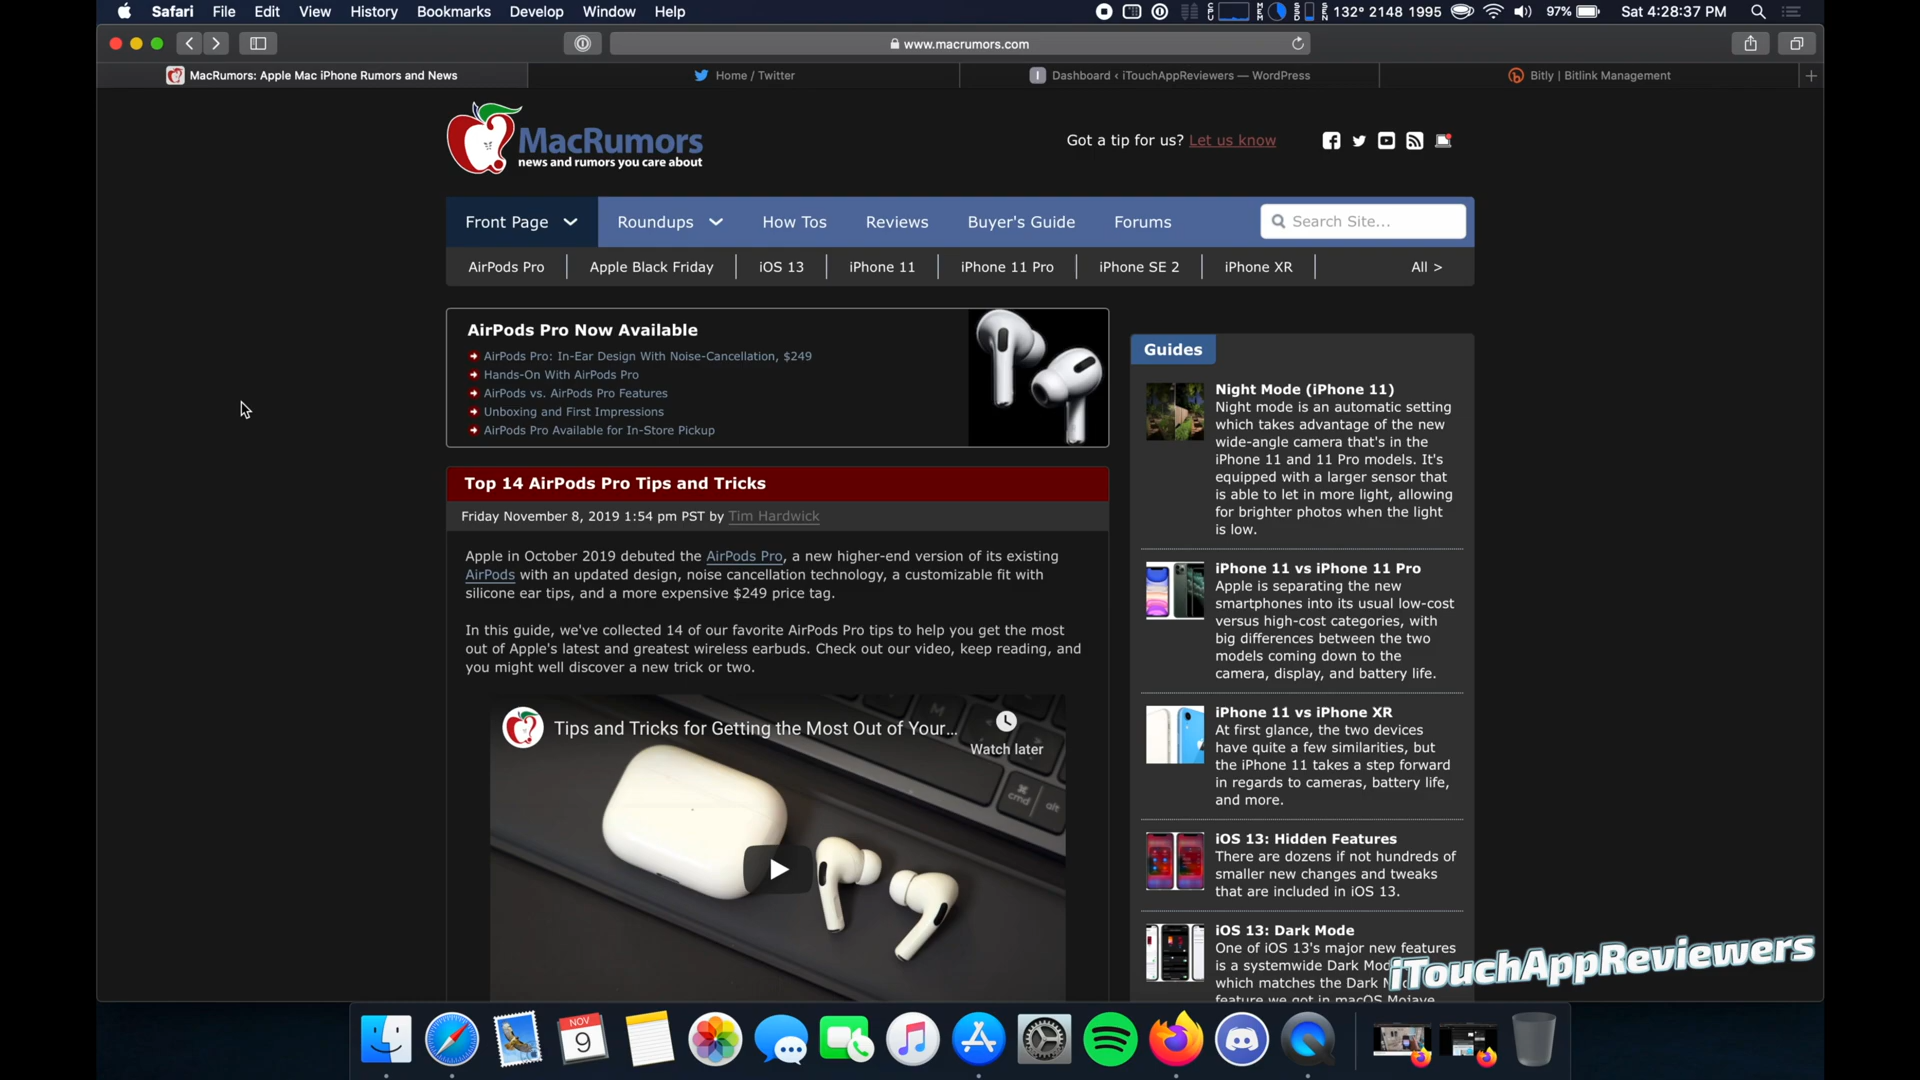 Safari File Edit View History Bookmarks Develop Window Help
CPU MEM SSD SEN 132° 2148 1995 97% Sat 4:28:37 PM
www.macrumors.com
MacRumors: Apple Mac iPhone Rumors and News
Home / Twitter
Dashboard ‹ iTouchAppReviewers — WordPress
Bitly | Bitlink Management
MacRumors
news and rumors you care about
Got a tip for us? Let us know
Front Page Roundups How Tos Reviews Buyer's Guide Forums Search Site...
AirPods Pro Apple Black Friday iOS 13 iPhone 11 iPhone 11 Pro iPhone SE 2 iPhone XR All >
AirPods Pro Now Available
AirPods Pro: In-Ear Design With Noise-Cancellation, $249
Hands-On With AirPods Pro
AirPods vs. AirPods Pro Features
Unboxing and First Impressions
AirPods Pro Available for In-Store Pickup
Top 14 AirPods Pro Tips and Tricks
Friday November 8, 2019 1:54 pm PST by Tim Hardwick
Apple in October 2019 debuted the AirPods Pro, a new higher-end version of its existing
AirPods with an updated design, noise cancellation technology, a customizable fit with
silicone ear tips, and a more expensive $249 price tag.
In this guide, we've collected 14 of our favorite AirPods Pro tips to help you get the most
out of Apple's latest and greatest wireless earbuds. Check out our video, keep reading, and
you might well discover a new trick or two.
Tips and Tricks for Getting the Most Out of Your...
Watch later
cmd alt
Guides
Night Mode (iPhone 11)
Night mode is an automatic setting
which takes advantage of the new
wide-angle camera that's in the
iPhone 11 and 11 Pro models. It's
equipped with a larger sensor that
is able to let in more light, allowing
for brighter photos when the light
is low.
iPhone 11 vs iPhone 11 Pro
Apple is separating the new
smartphones into its usual low-cost
versus high-cost categories, with
big differences between the two
models coming down to the
camera, display, and battery life.
iPhone 11 vs iPhone XR
At first glance, the two devices
have quite a few similarities, but
the iPhone 11 takes a step forward
in regards to cameras, battery life,
and more.
iOS 13: Hidden Features
There are dozens if not hundreds of
smaller new changes and tweaks
that are included in iOS 13.
iOS 13: Dark Mode
One of iOS 13's major new features
is a systemwide Dark
which matches the Dark
feature we got in macOS Mojave
iTouchAppReviewers
NOV
9